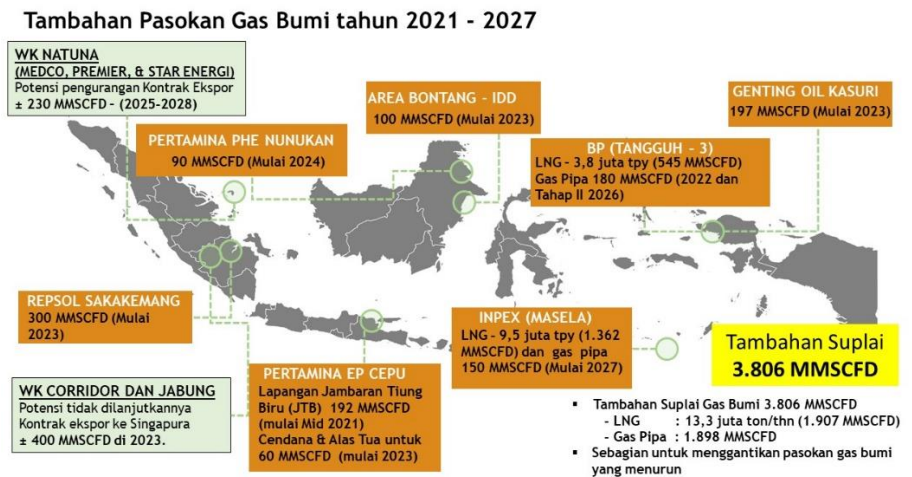 Tambahan Pasokan Gas Bumi tahun 2021 - 2027
WK NATUNA
(MEDCO, PREMIER, & STAR ENERGI)
Potensi pengurangan Kontrak Ekspor
± 230 MMSCFD – (2025-2028)
PERTAMINA PHE NUNUKAN
90 MMSCFD (Mulai 2024)
AREA BONTANG - IDD
100 MMSCFD (Mulai 2023)
BP (TANGGUH – 3)
LNG – 3,8 juta tpy (545 MMSCFD)
Gas Pipa 180 MMSCFD (2022 dan
Tahap II 2026)
GENTING OIL KASURI
197 MMSCFD (Mulai 2023)
REPSOL SAKAKEMANG
300 MMSCFD (Mulai
2023)
WK CORRIDOR DAN JABUNG
Potensi tidak dilanjutkannya
Kontrak ekspor ke Singapura
± 400 MMSCFD di 2023.
PERTAMINA EP CEPU
Lapangan Jambaran Tiung
Biru (JTB) 192 MMSCFD
(mulai Mid 2021)
Cendana & Alas Tua untuk
60 MMSCFD (mulai 2023)
INPEX (MASELA)
LNG – 9,5 juta tpy (1.362
MMSCFD) dan gas pipa
150 MMSCFD (Mulai 2027)
Tambahan Suplai
3.806 MMSCFD
▪ Tambahan Suplai Gas Bumi 3.806 MMSCFD
- LNG : 13,3 juta ton/thn (1.907 MMSCFD)
- Gas Pipa : 1.898 MMSCFD
▪ Sebagian untuk menggantikan pasokan gas bumi
yang menurun